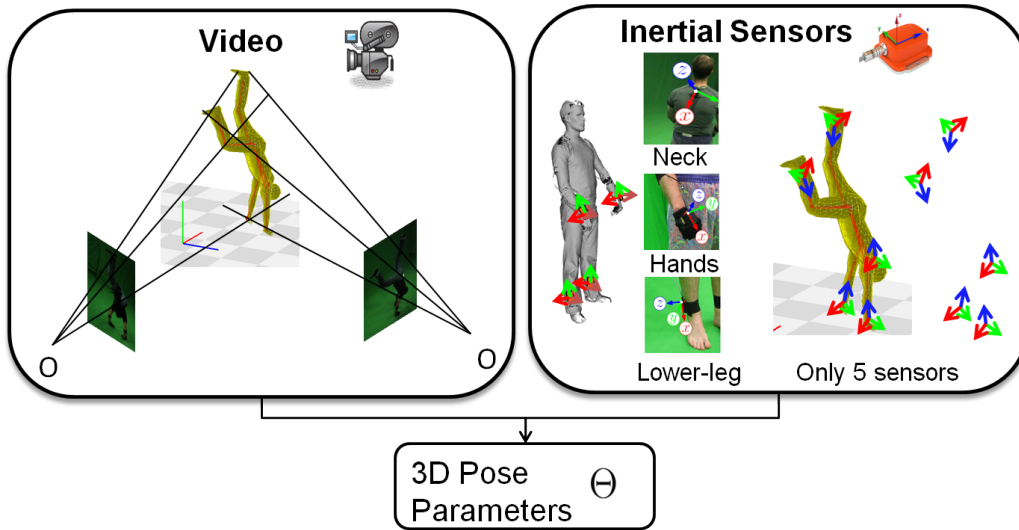 Video
O
O
Inertial Sensors
z
x
Neck
z
y
x
Hands
z
y
x
Lower-leg
Only 5 sensors
3D Pose
Parameters
Θ